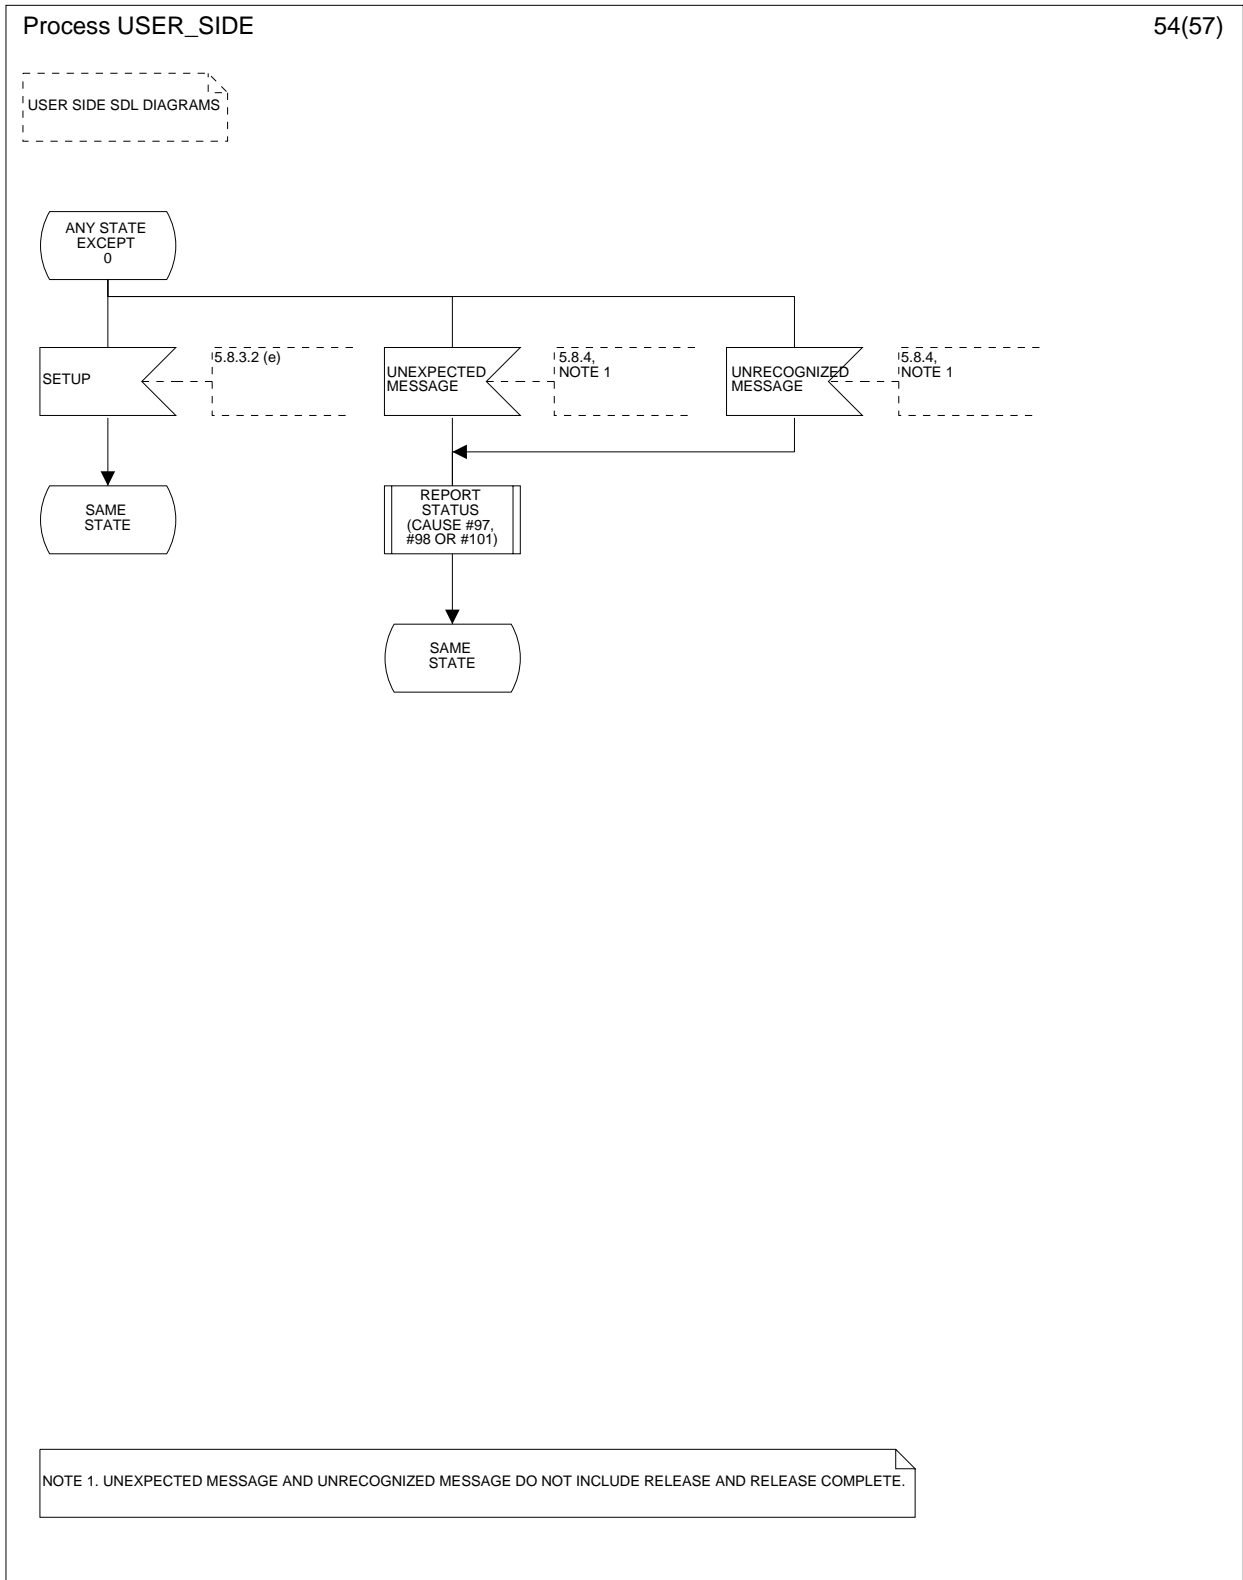 Process USER_SIDE
54(57)
USER SIDE SDL DIAGRAMS
ANY STATE
EXCEPT
0
SETUP
5.8.3.2 (e)
UNEXPECTED
MESSAGE
5.8.4,
NOTE 1
UNRECOGNIZED
MESSAGE
5.8.4,
NOTE 1
SAME
STATE
REPORT
STATUS
(CAUSE #97,
#98 OR #101)
SAME
STATE
NOTE 1. UNEXPECTED MESSAGE AND UNRECOGNIZED MESSAGE DO NOT INCLUDE RELEASE AND RELEASE COMPLETE.